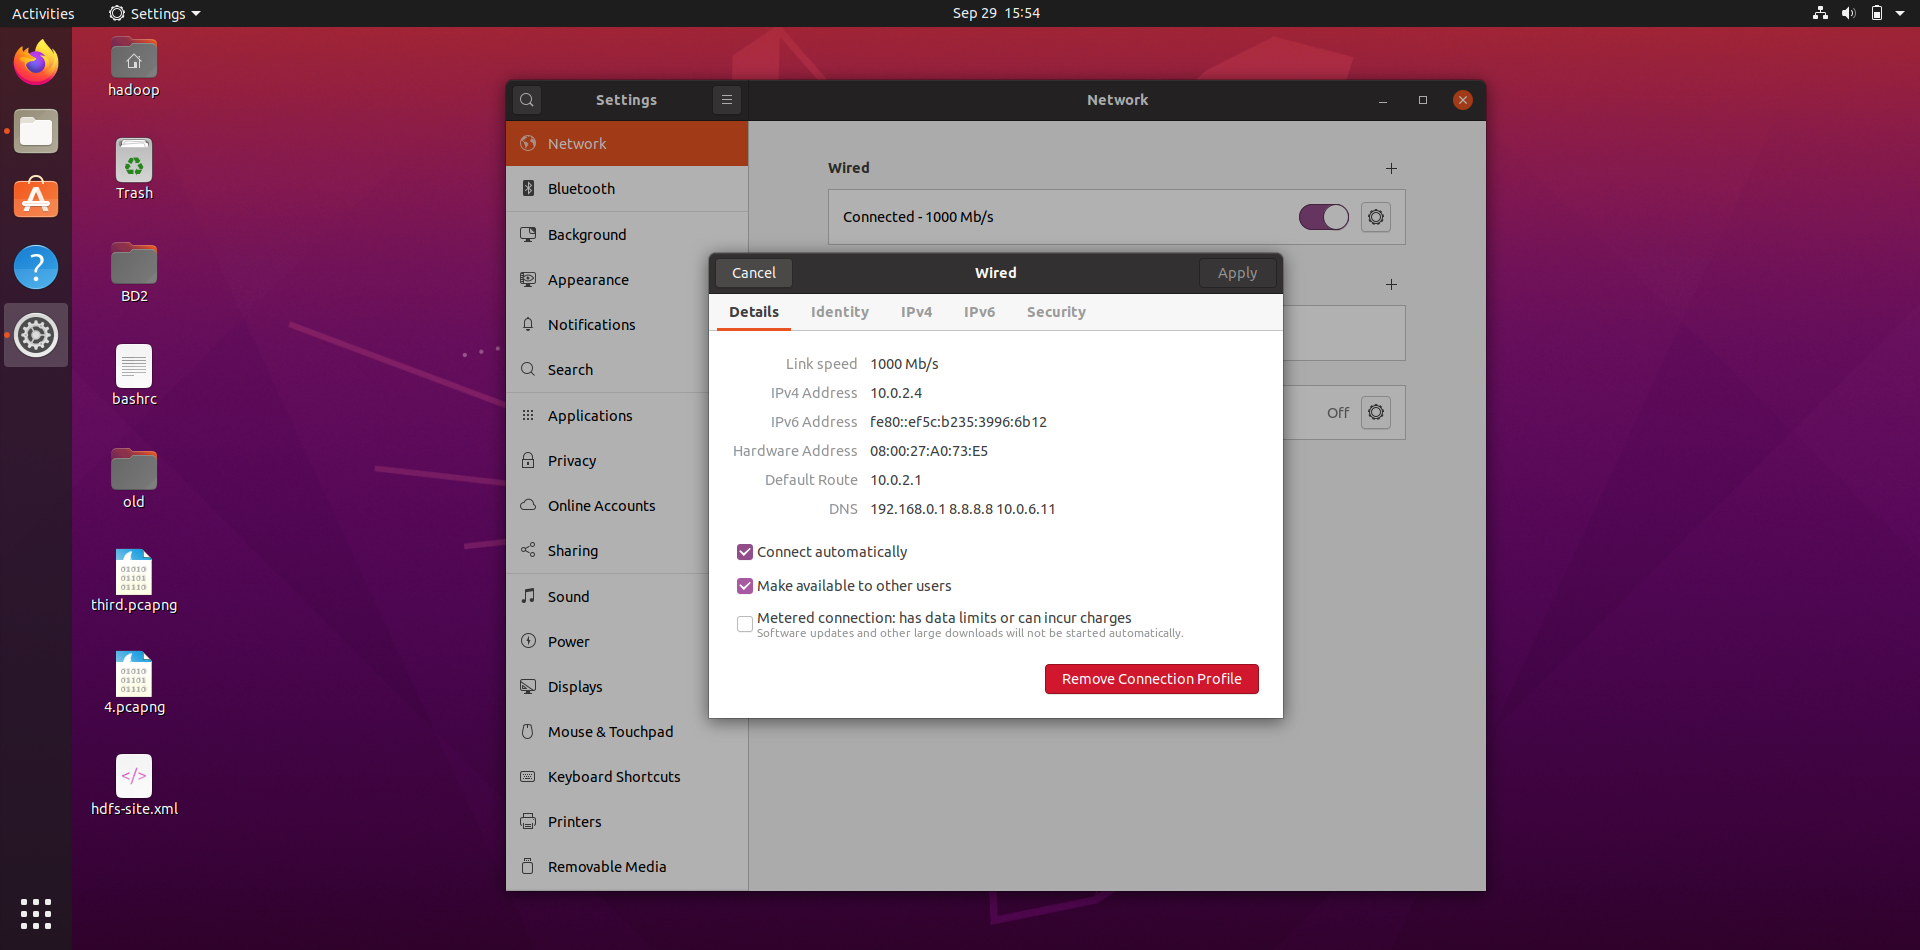 Activities
Settings
Sep 29 15:54
hadoop
Trash
BD2
bashrc
old
01010
01011
01110
third.pcapng
01010
01011
01110
4.pcapng
</>
hdfs-site.xml
Settings
Network
Network
Bluetooth
Background
Appearance
Notifications
Search
Applications
Privacy
Online Accounts
Sharing
Sound
Power
Displays
Mouse & Touchpad
Keyboard Shortcuts
Printers
Removable Media
Wired
Connected - 1000 Mb/s
Off
Cancel
Wired
Apply
Details Identity IPv4 IPv6 Security
Link speed 1000 Mb/s
IPv4 Address 10.0.2.4
IPv6 Address fe80::ef5c:b235:3996:6b12
Hardware Address 08:00:27:A0:73:E5
Default Route 10.0.2.1
DNS 192.168.0.1 8.8.8.8 10.0.6.11
Connect automatically
Make available to other users
Metered connection: has data limits or can incur charges
Software updates and other large downloads will not be started automatically.
Remove Connection Profile